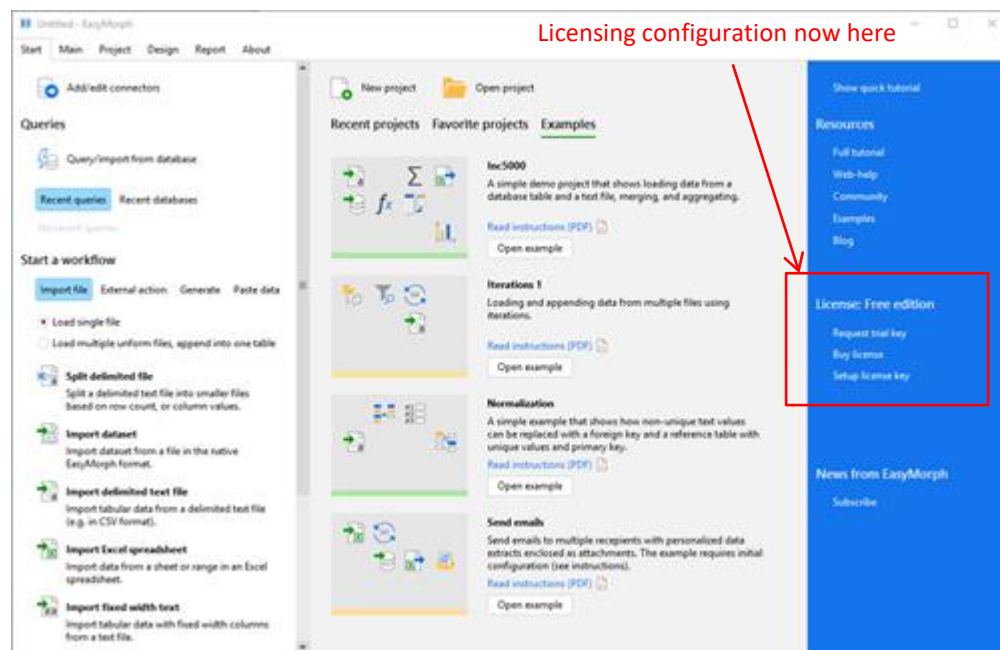 Untitled - EasyMorph
Licensing configuration now here
Start Main Project Design Report About
Add/edit connectors
Queries
Query/import from database
Recent queries Recent databases
No recent queries
Start a workflow
Import file External action Generate Paste data
Load single file
Load multiple unform files, append into one table
Split delimited file
Split a delimited text file into smaller files
based on row count, or column values.
Import dataset
Import dataset from a file in the native
EasyMorph format.
Import delimited text file
Import tabular data from a delimited text file
(e.g. in CSV format).
Import Excel spreadsheet
Import data from a sheet or range in an Excel
spreadsheet.
Import fixed width text
Import tabular data with fixed width columns
from a text file.
New project Open project
Recent projects Favorite projects Examples
Inc5000
A simple demo project that shows loading data from a
database table and a text file, merging, and aggregating.
Read instructions (PDF)
Open example
Iterations 1
Loading and appending data from multiple files using
iterations.
Read instructions (PDF)
Open example
Normalization
A simple example that shows how non-unique text values
can be replaced with a foreign key and a reference table with
unique values and primary key.
Read instructions (PDF)
Open example
Send emails
Send emails to multiple recepients with personalized data
extracts enclosed as attachments. The example requires initial
configuration (see instructions).
Read instructions (PDF)
Open example
Show quick tutorial
Resources
Full tutorial
Web-help
Community
Examples
Blog
License: Free edition
Request trial key
Buy license
Setup license key
News from EasyMorph
Subscribe